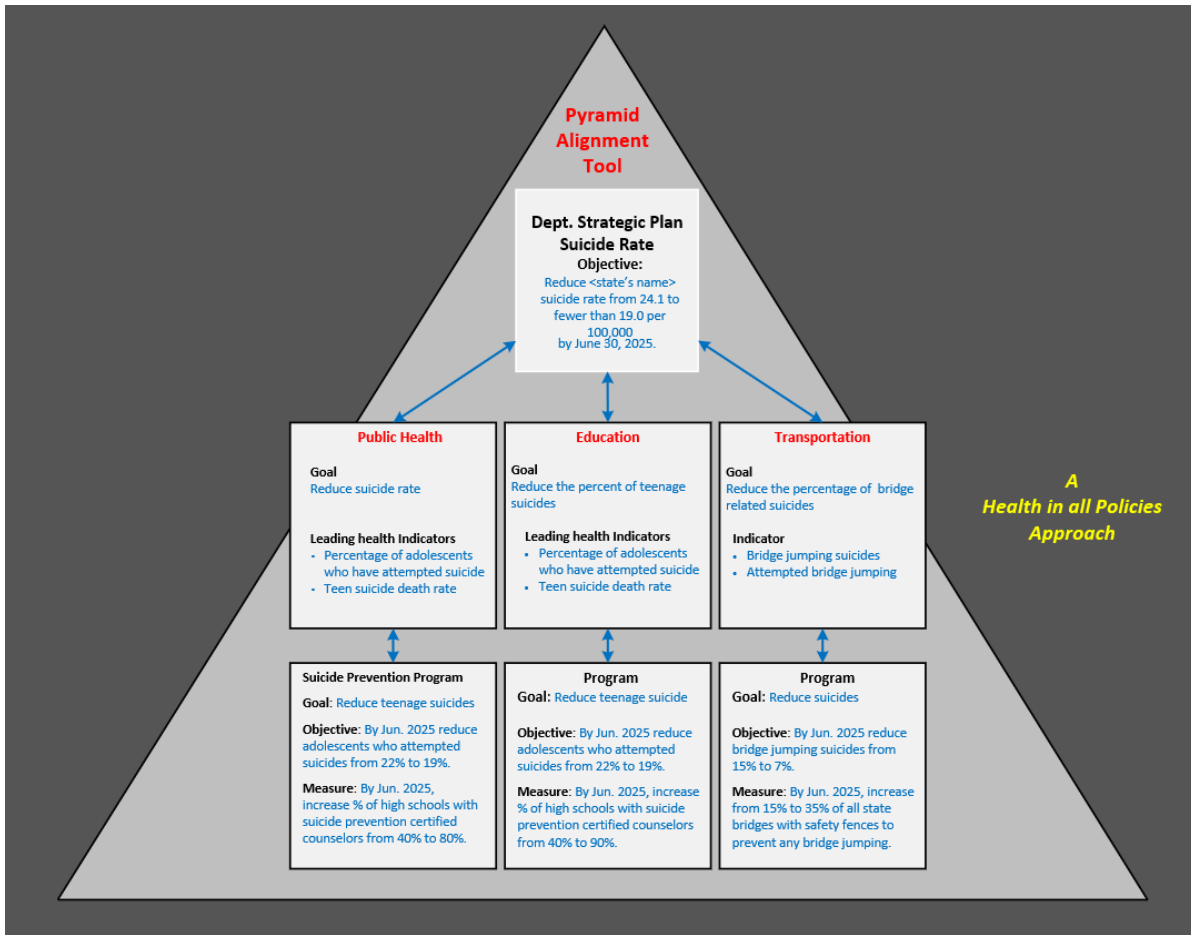 Pyramid
Alignment
Tool
Dept. Strategic Plan
Suicide Rate
Objective:
Reduce <state’s name>
suicide rate from 24.1 to
fewer than 19.0 per
100,000
by June 30, 2025.
Public Health
Goal
Reduce suicide rate
Leading health Indicators
• Percentage of adolescents
who have attempted suicide
• Teen suicide death rate
Education
Goal
Reduce the percent of teenage
suicides
Leading health Indicators
• Percentage of adolescents
who have attempted suicide
• Teen suicide death rate
Transportation
Goal
Reduce the percentage of bridge
related suicides
Indicator
• Bridge jumping suicides
• Attempted bridge jumping
A
Health in all Policies
Approach
Suicide Prevention Program
Goal: Reduce teenage suicides
Objective: By Jun. 2025 reduce
adolescents who attempted
suicides from 22% to 19%.
Measure: By Jun. 2025,
increase % of high schools with
suicide prevention certified
counselors from 40% to 80%.
Program
Goal: Reduce teenage suicide
Objective: By Jun. 2025 reduce
adolescents who attempted
suicides from 22% to 19%.
Measure: By Jun. 2025, increase
% of high schools with suicide
prevention certified counselors
from 40% to 90%.
Program
Goal: Reduce suicides
Objective: By Jun. 2025 reduce
bridge jumping suicides from
15% to 7%.
Measure: By Jun. 2025, increase
from 15% to 35% of all state
bridges with safety fences to
prevent any bridge jumping.